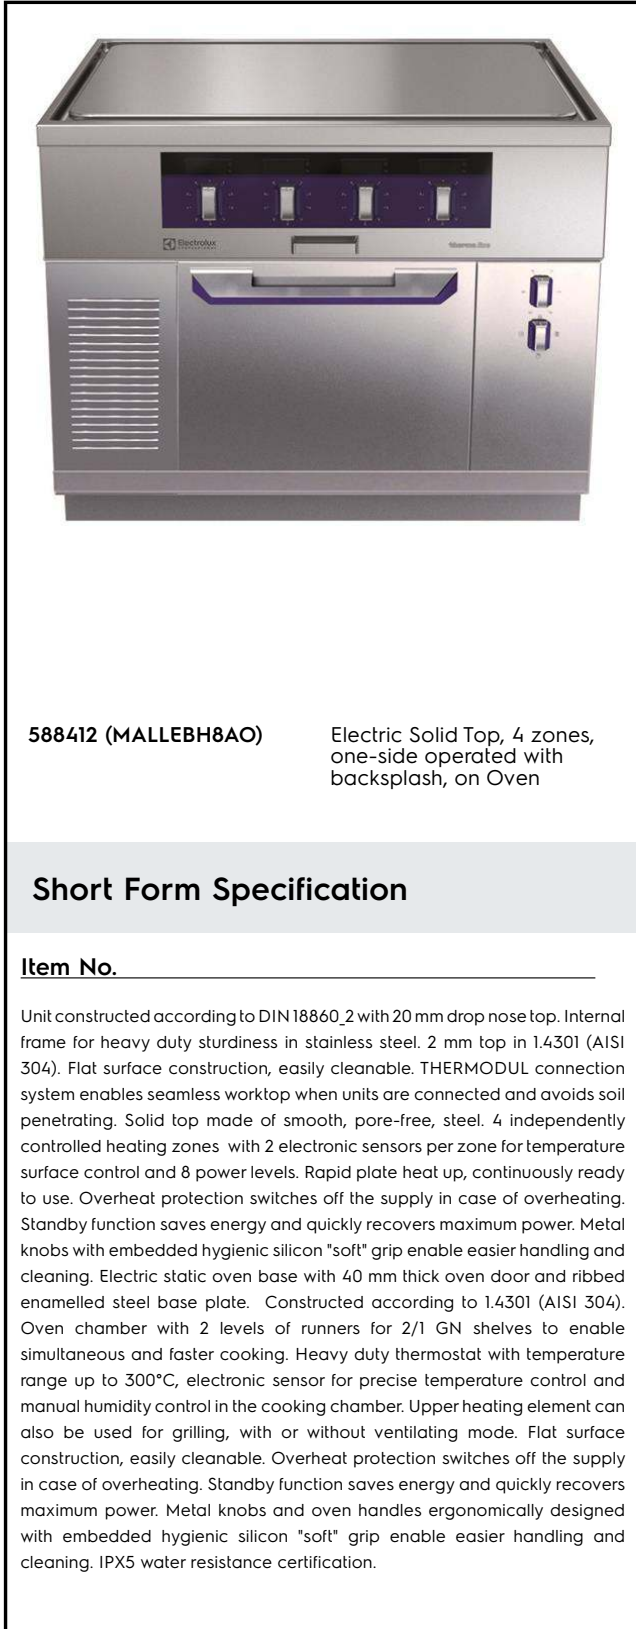 Electrolux
PROFESSIONAL
thermaline
588412 (MALLEBH8AO)
Electric Solid Top, 4 zones,
one-side operated with
backsplash, on Oven
Short Form Specification
Item No.
Unit constructed according to DIN 18860_2 with 20 mm drop nose top. Internal
frame for heavy duty sturdiness in stainless steel. 2 mm top in 1.4301 (AISI
304). Flat surface construction, easily cleanable. THERMODUL connection
system enables seamless worktop when units are connected and avoids soil
penetrating. Solid top made of smooth, pore-free, steel. 4 independently
controlled heating zones with 2 electronic sensors per zone for temperature
surface control and 8 power levels. Rapid plate heat up, continuously ready
to use. Overheat protection switches off the supply in case of overheating.
Standby function saves energy and quickly recovers maximum power. Metal
knobs with embedded hygienic silicon "soft" grip enable easier handling and
cleaning. Electric static oven base with 40 mm thick oven door and ribbed
enamelled steel base plate. Constructed according to 1.4301 (AISI 304).
Oven chamber with 2 levels of runners for 2/1 GN shelves to enable
simultaneous and faster cooking. Heavy duty thermostat with temperature
range up to 300°C, electronic sensor for precise temperature control and
manual humidity control in the cooking chamber. Upper heating element can
also be used for grilling, with or without ventilating mode. Flat surface
construction, easily cleanable. Overheat protection switches off the supply
in case of overheating. Standby function saves energy and quickly recovers
maximum power. Metal knobs and oven handles ergonomically designed
with embedded hygienic silicon "soft" grip enable easier handling and
cleaning. IPX5 water resistance certification.